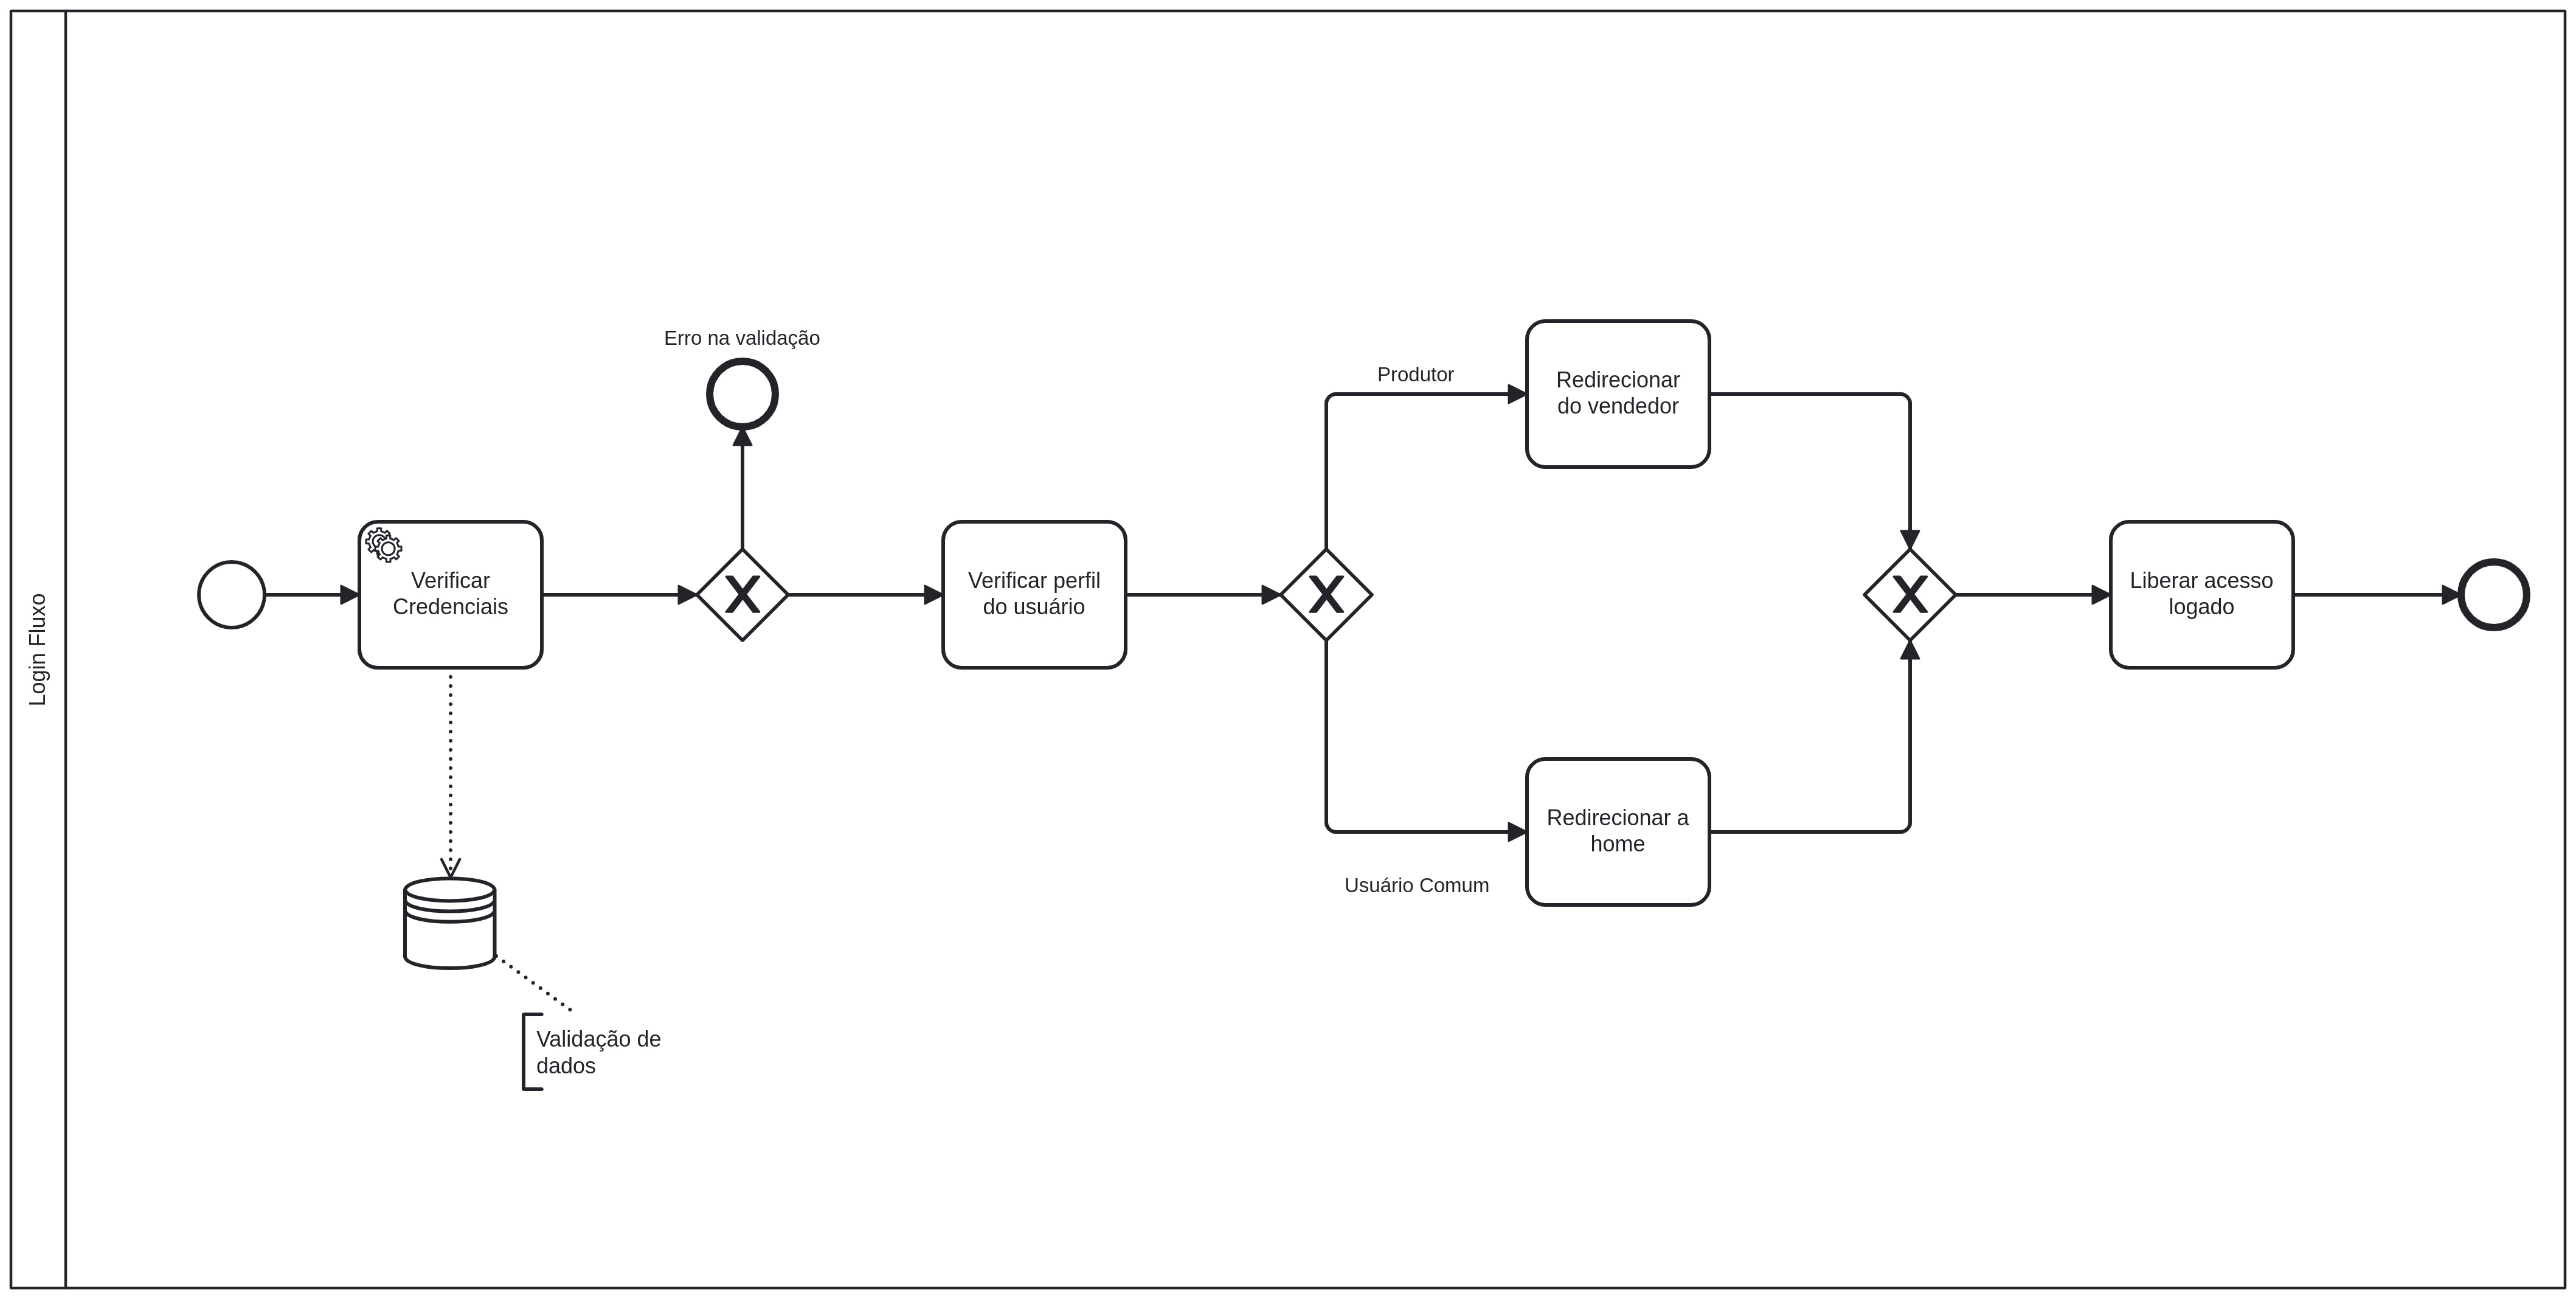 Login Fluxo
Erro na validação
Verificar
Credenciais
Verificar perfil
do usuário
Produtor
Redirecionar
do vendedor
Redirecionar a
home
Usuário Comum
Liberar acesso
logado
Validação de
dados